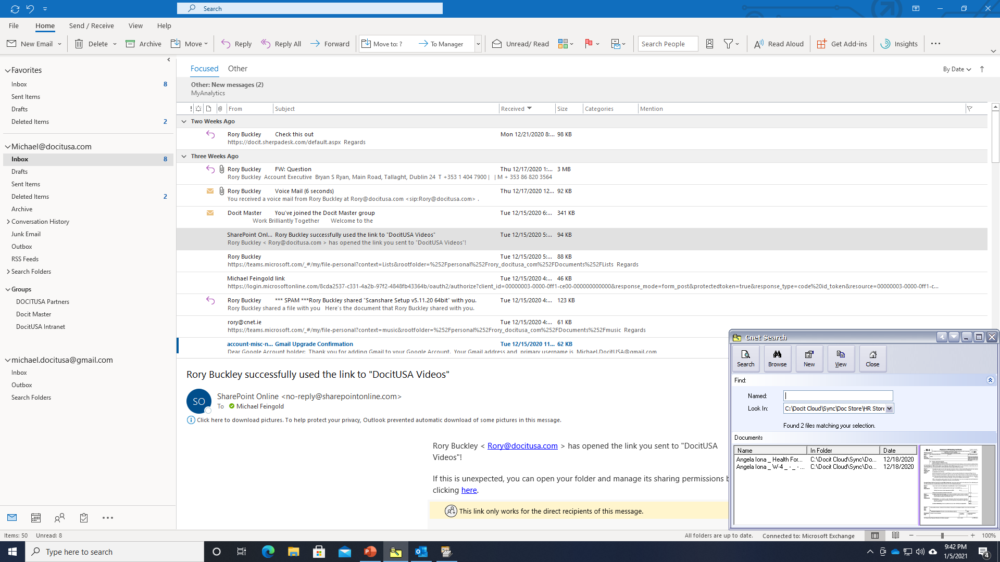 Search
File Home Send / Receive View Help
New Email Delete Archive Move Reply Reply All Forward Move to: ? To Manager Unread/ Read Search People Read Aloud Get Add-ins Insights
Favorites
Inbox 8
Sent Items
Drafts
Deleted Items 2
Michael@docitusa.com
Inbox 8
Drafts
Sent Items
Deleted Items 2
Archive
Conversation History
Junk Email
Outbox
RSS Feeds
Search Folders
Groups
DOCITUSA Partners
Docit Master
DocitUSA Intranet
michael.docitusa@gmail.com
Inbox
Outbox
Search Folders
Focused Other By Date
Other: New messages (2)
MyAnalytics
! From Subject Received Size Categories Mention
Two Weeks Ago
Rory Buckley Check this out Mon 12/21/2020 8:... 98 KB
https://docit.sherpadesk.com/default.aspx Regards
Three Weeks Ago
Rory Buckley FW: Question Thu 12/17/2020 1:... 3 MB
Rory Buckley Account Executive Bryan S Ryan, Main Road, Tallaght, Dublin 24 T +353 1 404 7900 | | M + 353 86 820 3564
Rory Buckley Voice Mail (6 seconds) Thu 12/17/2020 12... 92 KB
You received a voice mail from Rory Buckley at Rory@docitusa.com <sip:Rory@docitusa.com> .
Docit Master You've joined the Docit Master group Tue 12/15/2020 6:... 341 KB
Work Brilliantly Together Welcome to the
SharePoint Onl... Rory Buckley successfully used the link to "DocitUSA Videos" Tue 12/15/2020 5:... 94 KB
Rory Buckley < Rory@docitusa.com > has opened the link you sent to "DocitUSA Videos"!
Rory Buckley Tue 12/15/2020 5:... 88 KB
https://teams.microsoft.com/_#/my/file-personal?context=Lists&rootfolder=%252Fpersonal%252Frory_docitusa_com%252FDocuments%252FLists Regards
Michael Feingold link Tue 12/15/2020 4:... 46 KB
https://login.microsoftonline.com/8cda2537-c331-4a2b-97f2-4848fb43364b/oauth2/authorize?client_id=00000003-0000-0ff1-ce00-000000000000&response_mode=form_post&protectedtoken=true&response_type=code%20id_token&resource=00000003-0000-0ff1-c...
Rory Buckley *** SPAM ***Rory Buckley shared "Scanshare Setup v5.11.20 64bit" with you. Tue 12/15/2020 4:... 123 KB
Rory Buckley shared a file with you Here's the document that Rory Buckley shared with you.
rory@cnet.ie Tue 12/15/2020 4:... 61 KB
https://teams.microsoft.com/_#/my/file-personal?context=music&rootfolder=%252Fpersonal%252Frory_docitusa_com%252FDocuments%252Fmusic Regards
account-misc-n... Gmail Upgrade Confirmation Tue 12/15/2020 11... 62 KB
Dear Google Account holder: Thank you for adding Gmail to your Google Account. Your Gmail address and primary username is Michael.DocitUSA@gmail.com
Rory Buckley successfully used the link to "DocitUSA Videos"
SO
SharePoint Online <no-reply@sharepointonline.com>
To Michael Feingold
Click here to download pictures. To help protect your privacy, Outlook prevented automatic download of some pictures in this message.
Rory Buckley < Rory@docitusa.com > has opened the link you sent to "DocitUSA
Videos"!
If this is unexpected, you can open your folder and manage its sharing permissions b
clicking here.
This link only works for the direct recipients of this message.
Cnet Search
Search Browse New View Close
Find:
Named:
Look In: C:\Docit Cloud\Sync\Doc Store\HR Store
Found 2 files matching your selection.
Documents
Name In Folder Date
Angela Iona _ Health For... C:\Docit Cloud\Sync\Do... 12/18/2020
Angela Iona _ W-4 _ - _ - ... C:\Docit Cloud\Sync\Do... 12/18/2020
Items: 50 Unread: 8 All folders are up to date. Connected to: Microsoft Exchange 100%
Type here to search
9:42 PM
1/5/2021
4